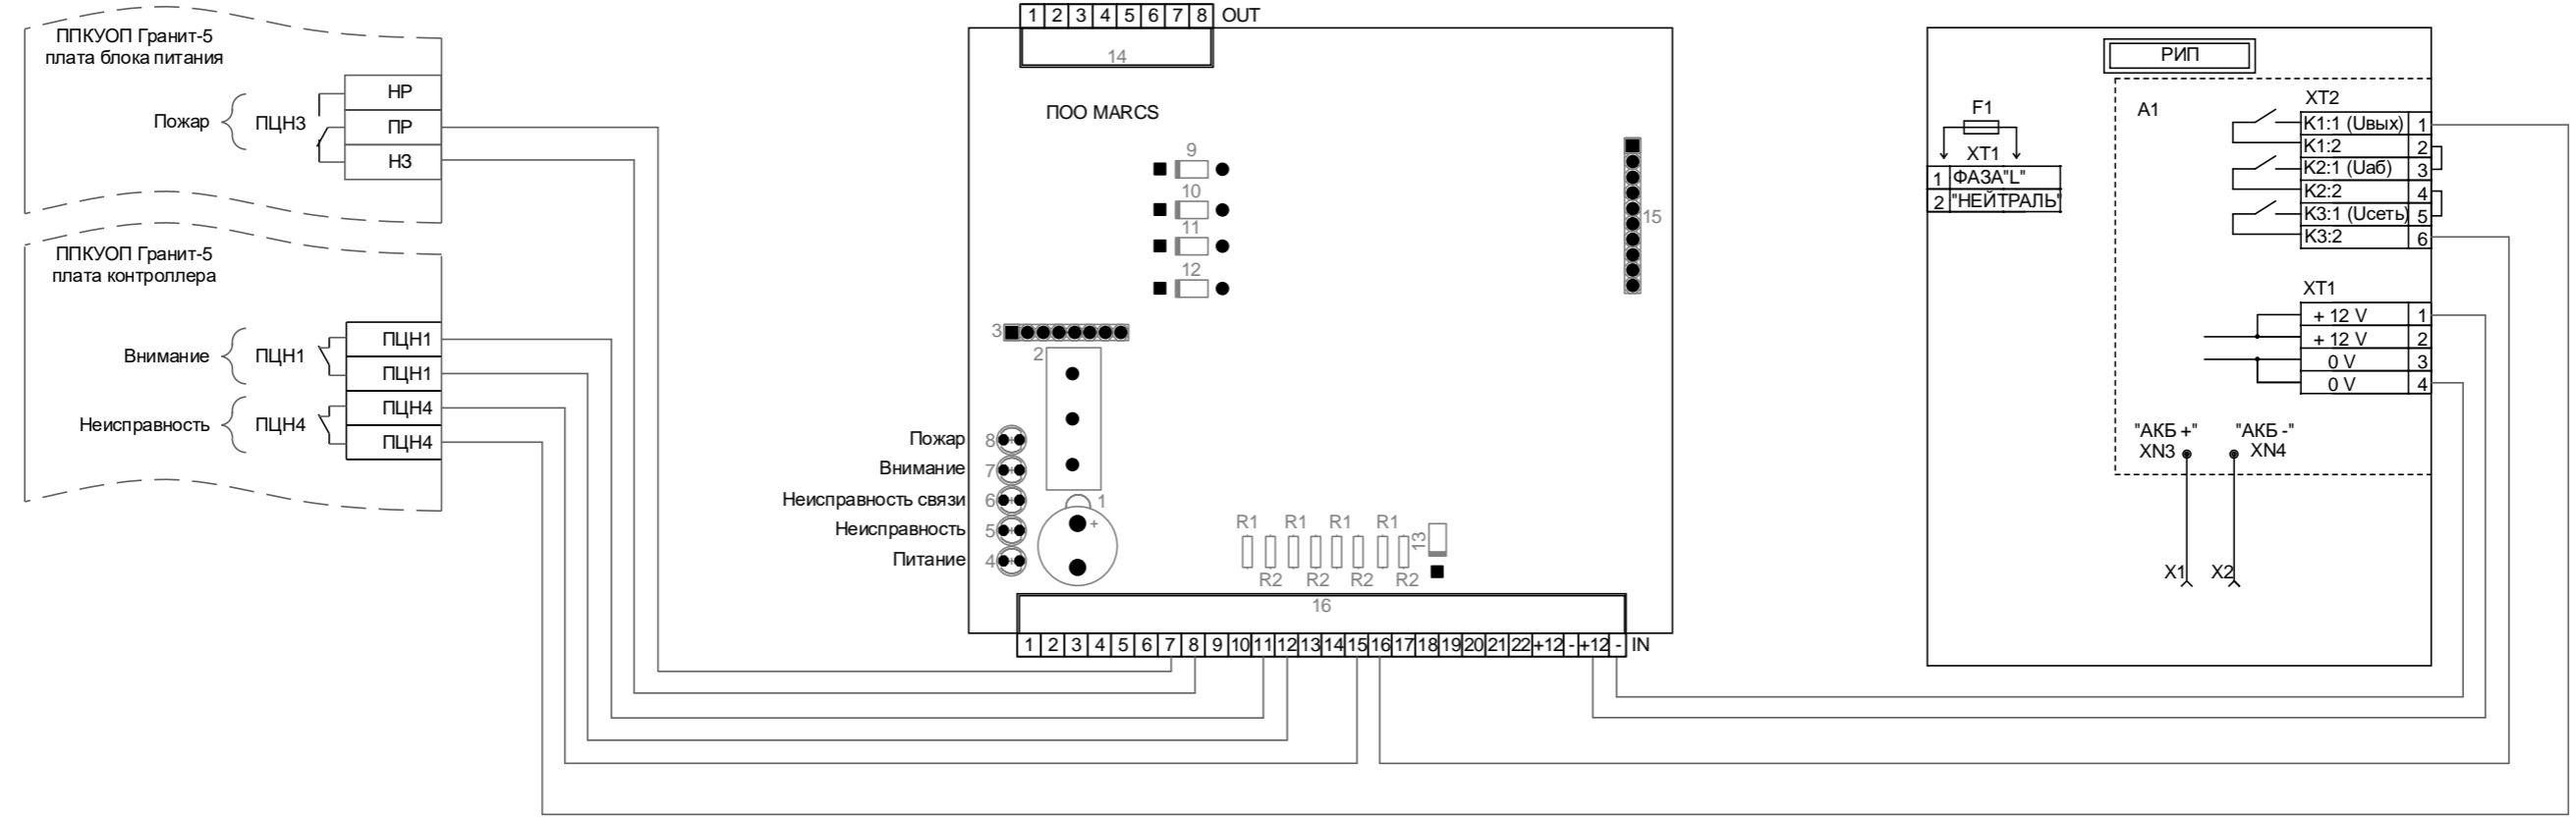 ППКУОП Гранит-5
плата блока питания
Пожар
ПЦН3
НР
ПР
НЗ
ППКУОП Гранит-5
плата контроллера
Внимание
ПЦН1
ПЦН1
ПЦН1
Неисправность
ПЦН4
ПЦН4
ПЦН4
1 2 3 4 5 6 7 8 OUT
14
ПОО MARCS
9
10
11
12
15
3
2
Пожар 8
Внимание 7
Неисправность связи 6
Неисправность 5
Питание 4
1
+
R1 R1 R1 R1
R2 R2 R2 R2
13
16
1 2 3 4 5 6 7 8 9 10 11 12 13 14 15 16 17 18 19 20 21 22 +12 - +12 - IN
РИП
A1
F1
XT1
1 ФАЗА"L"
2 "НЕЙТРАЛЬ"
XT2
K1:1 (Uвых) 1
K1:2 2
K2:1 (Uаб) 3
K2:2 4
K3:1 (Uсеть) 5
K3:2 6
XT1
+ 12 V 1
+ 12 V 2
0 V 3
0 V 4
"АКБ +" "АКБ -"
XN3 XN4
X1 X2